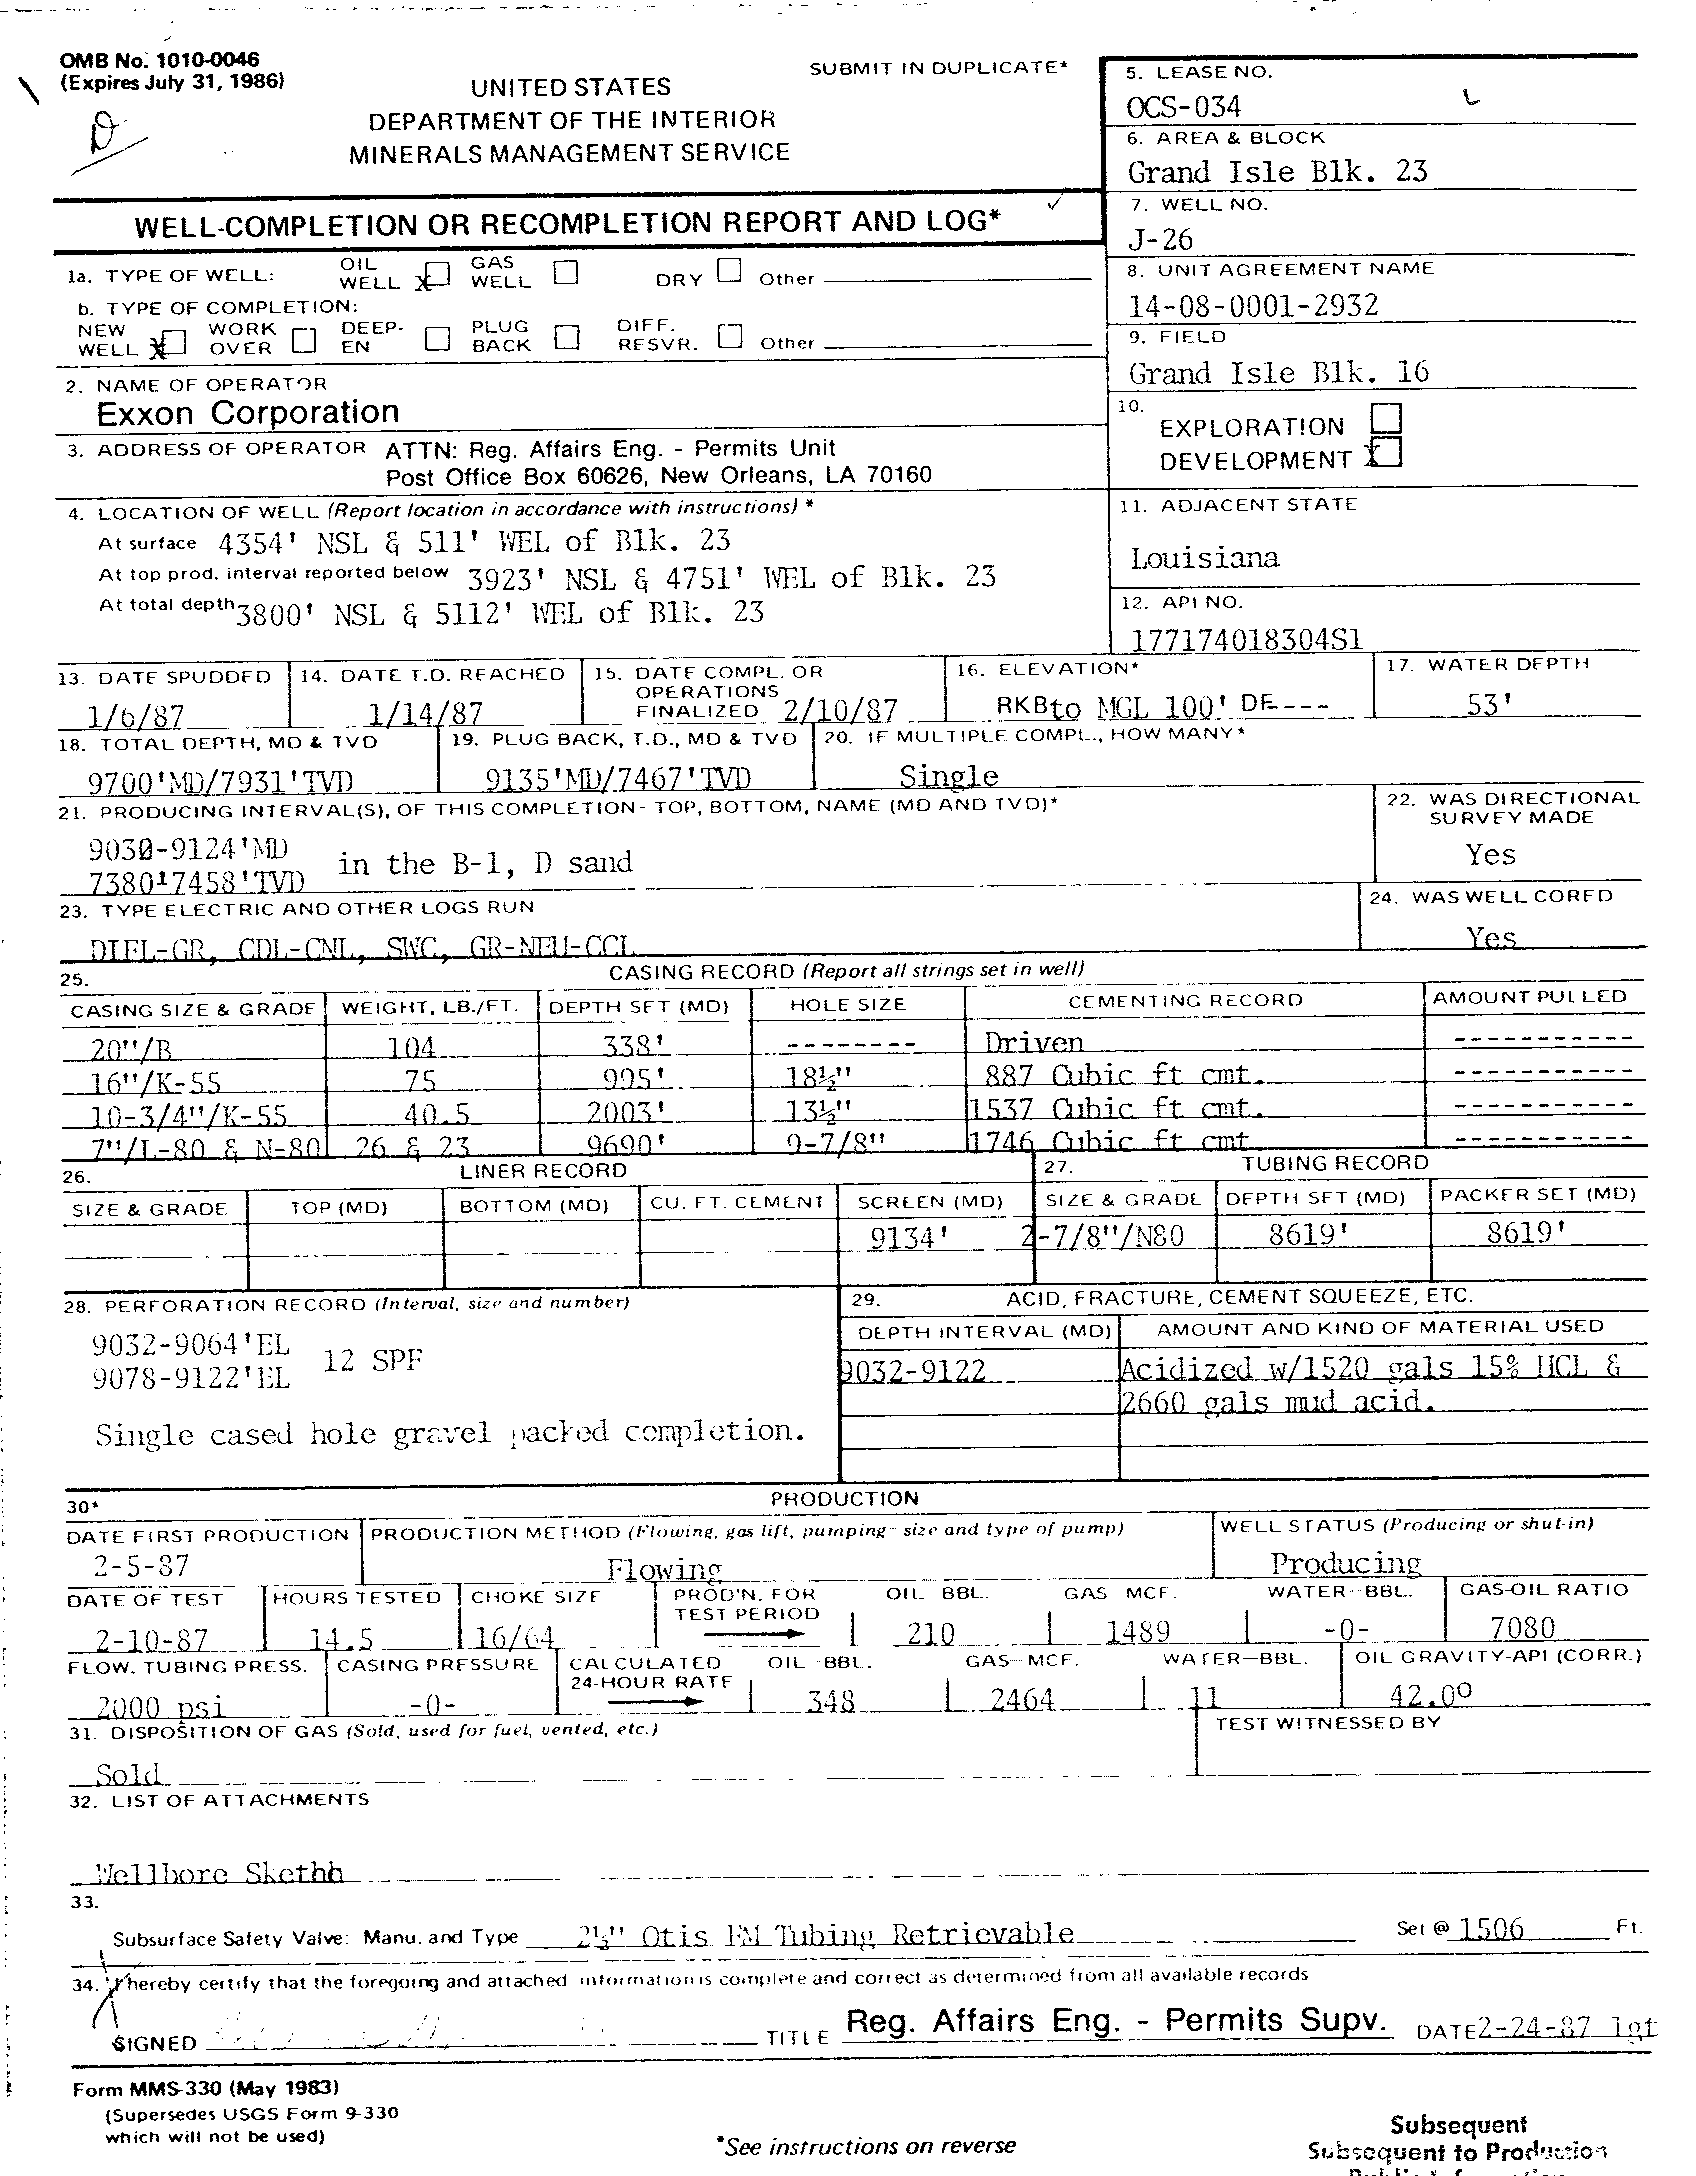 OMB No. 1010-0046
(Expires July 31, 1986)
SUBMIT IN DUPLICATE*
UNITED STATES
DEPARTMENT OF THE INTERIOR
MINERALS MANAGEMENT SERVICE
WELL-COMPLETION OR RECOMPLETION REPORT AND LOG*
1a. TYPE OF WELL: OIL WELL X GAS WELL DRY Other
b. TYPE OF COMPLETION:
NEW WELL X WORK OVER DEEP-EN PLUG BACK DIFF. RESVR. Other
2. NAME OF OPERATOR
Exxon Corporation
3. ADDRESS OF OPERATOR ATTN: Reg. Affairs Eng. - Permits Unit
Post Office Box 60626, New Orleans, LA 70160
4. LOCATION OF WELL (Report location in accordance with instructions) *
At surface 4354' NSL & 511' WEL of Blk. 23
At top prod. interval reported below 3923' NSL & 4751' WEL of Blk. 23
At total depth 3800' NSL & 5112' WEL of Blk. 23
5. LEASE NO.
OCS-034
6. AREA & BLOCK
Grand Isle Blk. 23
7. WELL NO.
J-26
8. UNIT AGREEMENT NAME
14-08-0001-2932
9. FIELD
Grand Isle Blk. 16
10.
EXPLORATION
DEVELOPMENT X
11. ADJACENT STATE
Louisiana
12. API NO.
177174018304S1
13. DATE SPUDDED 14. DATE T.D. REACHED 15. DATE COMPL. OR OPERATIONS FINALIZED 16. ELEVATION* 17. WATER DEPTH
1/6/87 1/14/87 2/10/87 RKBto MGL 100' DF--- 53'
18. TOTAL DEPTH, MD & TVD 19. PLUG BACK, T.D., MD & TVD 20. IF MULTIPLE COMPL., HOW MANY*
9700'MD/7931'TVD 9135'MD/7467'TVD Single
21. PRODUCING INTERVAL(S), OF THIS COMPLETION- TOP, BOTTOM, NAME (MD AND TVD)*
9030-9124'MD
7380-7458'TVD in the B-1, D sand
22. WAS DIRECTIONAL SURVEY MADE
Yes
23. TYPE ELECTRIC AND OTHER LOGS RUN
DIFL-GR, CDL-CNL, SWC, GR-NEU-CCL
24. WAS WELL CORED
Yes
25. CASING RECORD (Report all strings set in well)
CASING SIZE & GRADE WEIGHT, LB./FT. DEPTH SET (MD) HOLE SIZE CEMENTING RECORD AMOUNT PULLED
20"/B 104 338' -------- Driven -----------
16"/K-55 75 995' 18½" 887 Cubic ft cmt. -----------
10-3/4"/K-55 40.5 2003' 13½" 1537 Cubic ft cmt. -----------
7"/L-80 & N-80 26 & 23 9690' 9-7/8" 1746 Cubic ft cmt -----------
26. LINER RECORD
27. TUBING RECORD
SIZE & GRADE TOP (MD) BOTTOM (MD) CU. FT. CEMENT SCREEN (MD) SIZE & GRADE DEPTH SET (MD) PACKER SET (MD)
9134' 2-7/8"/N80 8619' 8619'
28. PERFORATION RECORD (Interval, size and number)
9032-9064'EL
9078-9122'EL 12 SPF
Single cased hole gravel packed completion.
29. ACID, FRACTURE, CEMENT SQUEEZE, ETC.
DEPTH INTERVAL (MD) AMOUNT AND KIND OF MATERIAL USED
9032-9122 Acidized w/1520 gals 15% HCL &
2660 gals mud acid.
30* PRODUCTION
DATE FIRST PRODUCTION PRODUCTION METHOD (Flowing, gas lift, pumping- size and type of pump) WELL STATUS (Producing or shut-in)
2-5-87 Flowing Producing
DATE OF TEST HOURS TESTED CHOKE SIZE PROD'N. FOR TEST PERIOD OIL BBL. GAS MCF. WATER--BBL. GAS-OIL RATIO
2-10-87 14.5 16/64 210 1489 -0- 7080
FLOW. TUBING PRESS. CASING PRESSURE CALCULATED 24-HOUR RATE OIL -BBL. GAS--MCF. WATER--BBL. OIL GRAVITY-API (CORR.)
2000 psi -0- 348 2464 11 42.0º
31. DISPOSITION OF GAS (Sold, used for fuel, vented, etc.) TEST WITNESSED BY
Sold
32. LIST OF ATTACHMENTS
Wellbore Skethh
33.
Subsurface Safety Valve: Manu. and Type 2½" Otis FM Tubing Retrievable Set @ 1506 Ft.
34. I hereby certify that the foregoing and attached information is complete and correct as determined from all available records
SIGNED TITLE Reg. Affairs Eng. - Permits Supv. DATE 2-24-87 lgt
Form MMS-330 (May 1983)
(Supersedes USGS Form 9-330
which will not be used)
*See instructions on reverse
Subsequent
Subsequent to Production